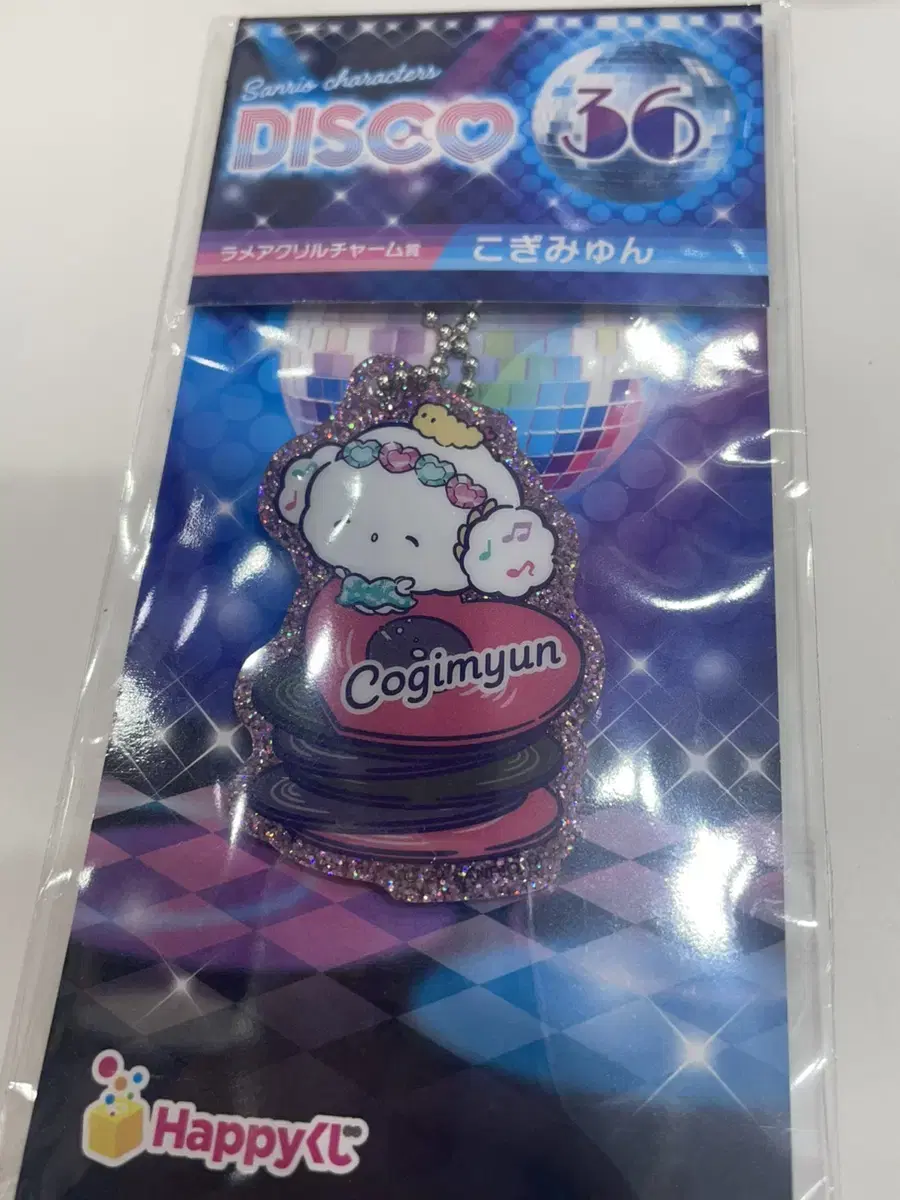 Sanrio characters
DISCO
36
ラメアクリルチャーム賞
こぎみゅん
Cogimyun
Happyくじ